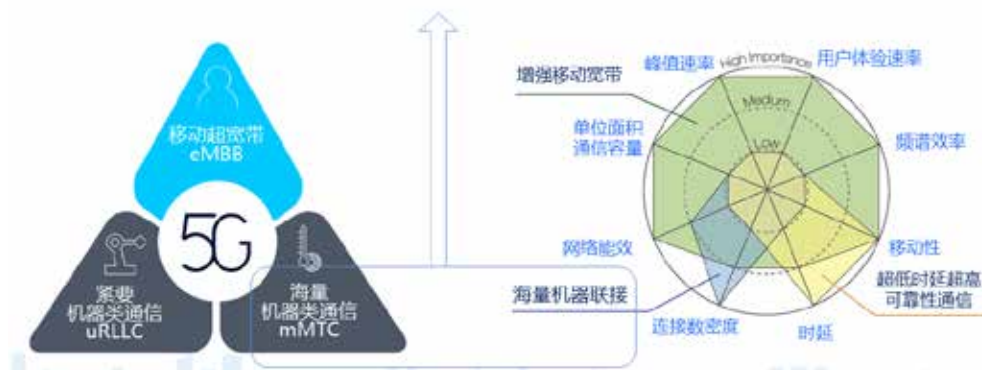 移动超宽带
eMBB
5G
紧要
机器类通信
uRLLC
海量
机器类通信
mMTC
峰值速率
High Importance
用户体验速率
增强移动宽带
Medium
单位面积
通信容量
Low
频谱效率
网络能效
移动性
海量机器联接
超低时延超高
可靠性通信
连接数密度
时延